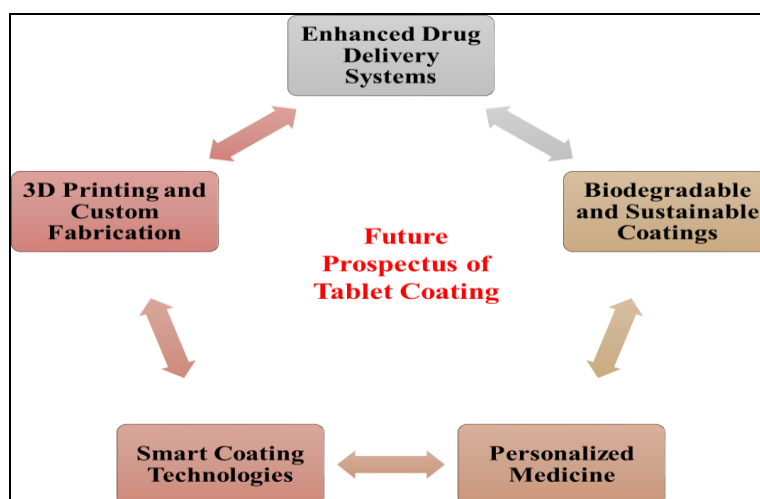 Enhanced Drug
Delivery
Systems
3D Printing and
Custom
Fabrication
Biodegradable
and Sustainable
Coatings
Future
Prospectus of
Tablet Coating
Smart Coating
Technologies
Personalized
Medicine